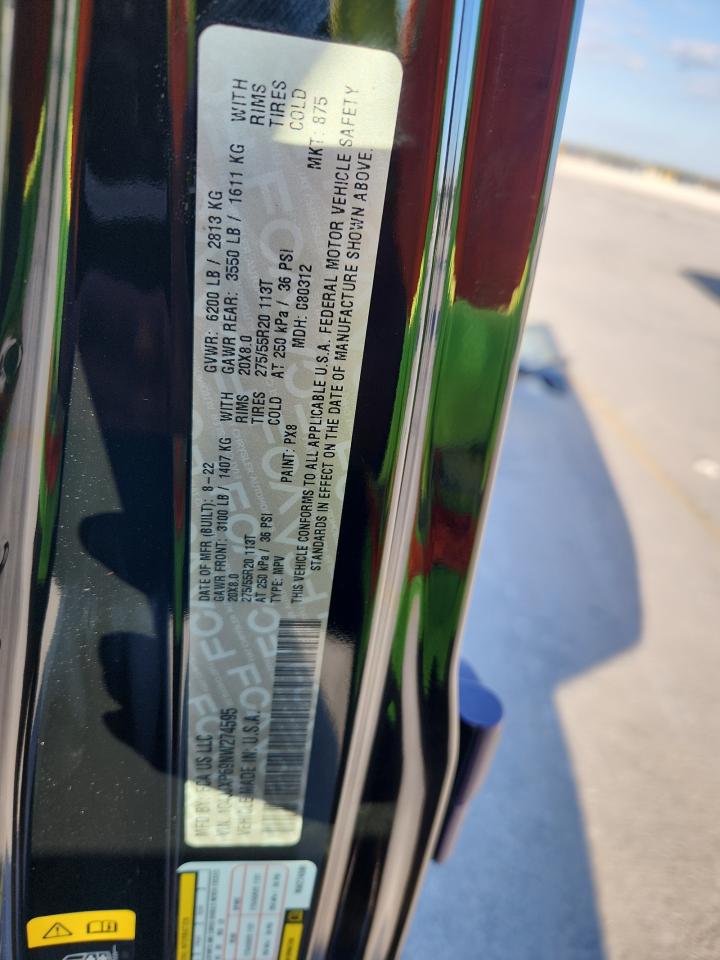 MFD BY: FCA US LLC
DATE OF MFR (BUILT): 8-22
GVWR: 6200 LB / 2813 KG
GAWR FRONT: 3100 LB / 1407 KG WITH
GAWR REAR: 3550 LB / 1611 KG WITH
20X8.0 RIMS
20X8.0 RIMS
275/55R20 113T TIRES
275/55R20 113T TIRES
AT 250 kPa / 36 PSI COLD
AT 250 kPa / 36 PSI COLD
VEHICLE MADE IN: U.S.A.
TYPE: MPV
PAINT: PX8
MDH: C80312
MKT: 875
THIS VEHICLE CONFORMS TO ALL APPLICABLE U.S.A. FEDERAL MOTOR VEHICLE SAFETY
STANDARDS IN EFFECT ON THE DATE OF MANUFACTURE SHOWN ABOVE.